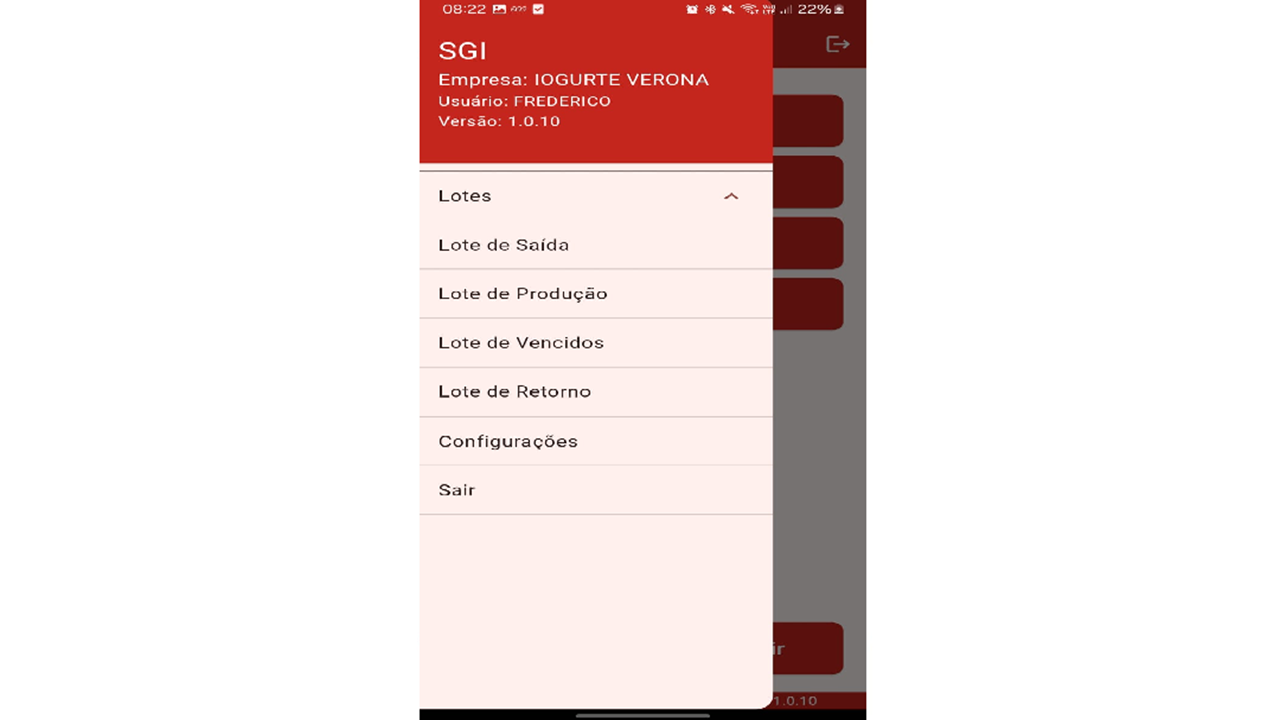 08:22 22%
SGI
Empresa: IOGURTE VERONA
Usuário: FREDERICO
Versão: 1.0.10
Lotes
Lote de Saída
Lote de Produção
Lote de Vencidos
Lote de Retorno
Configurações
Sair
ir
1.0.10